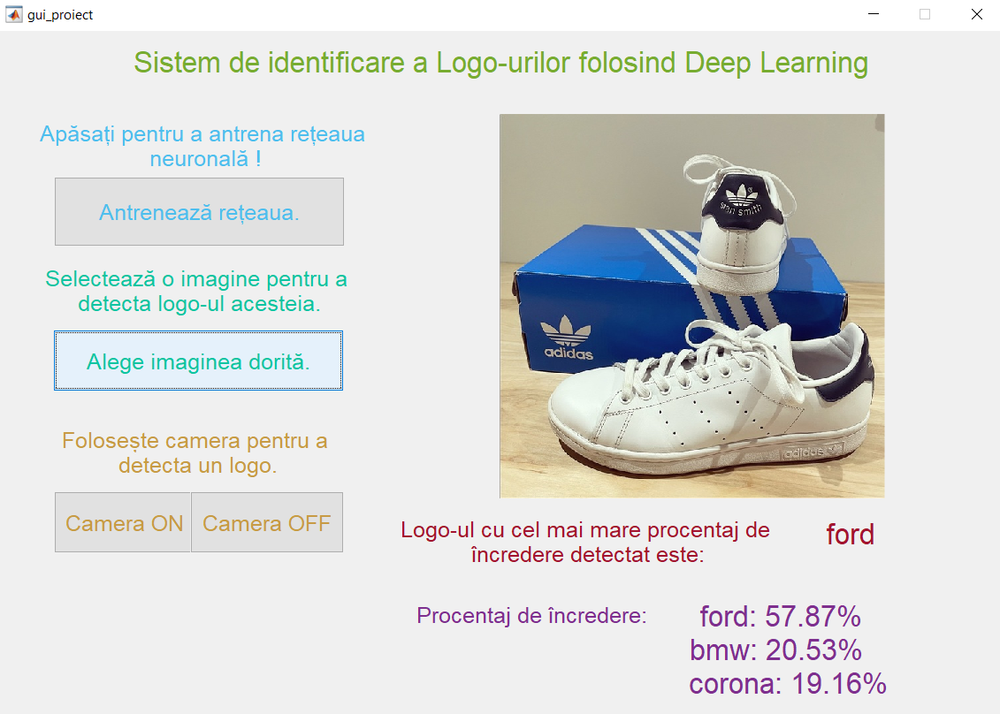 gui_proiect
Sistem de identificare a Logo-urilor folosind Deep Learning
Apăsați pentru a antrena rețeaua
neuronală !
Antrenează rețeaua.
Selectează o imagine pentru a
detecta logo-ul acesteia.
Alege imaginea dorită.
Folosește camera pentru a
detecta un logo.
Camera ON
Camera OFF
stan smith
adidas
adidas
Logo-ul cu cel mai mare procentaj de
încredere detectat este:
ford
Procentaj de încredere:
ford: 57.87%
bmw: 20.53%
corona: 19.16%